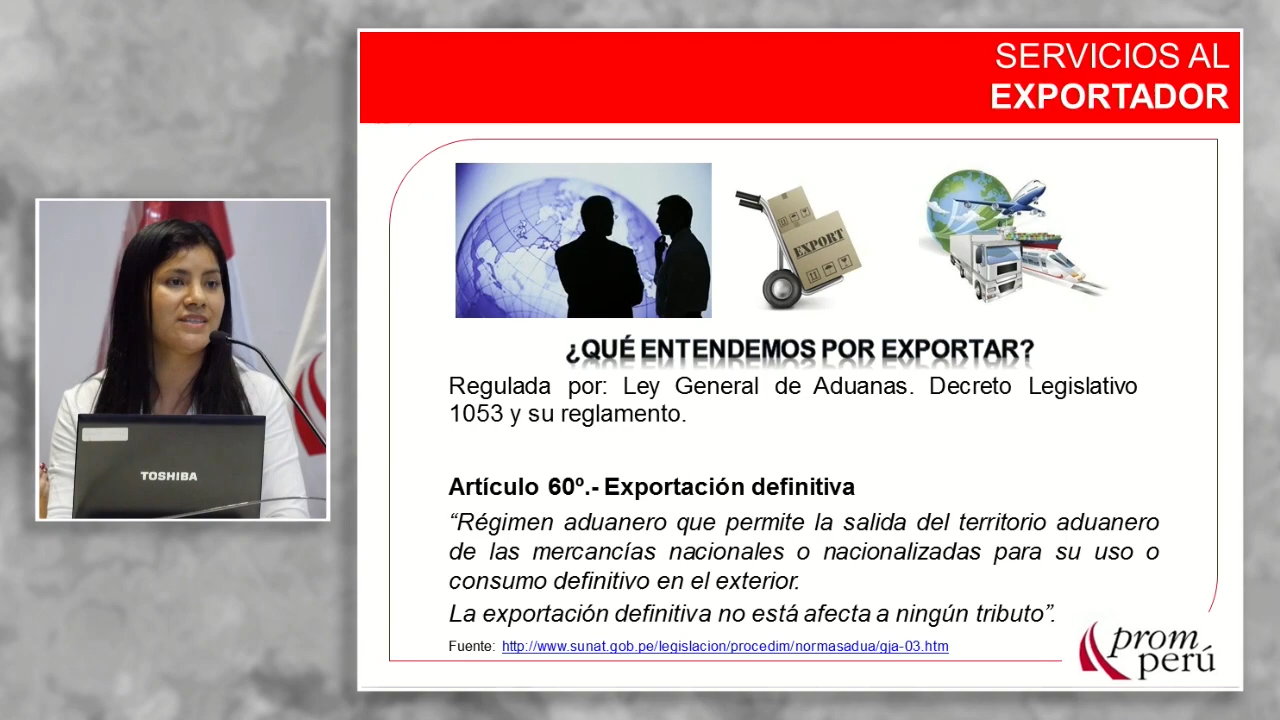 SERVICIOS AL
EXPORTADOR
EXPORT
¿QUÉ ENTENDEMOS POR EXPORTAR?
Regulada por: Ley General de Aduanas. Decreto Legislativo
1053 y su reglamento.
Artículo 60º.- Exportación definitiva
“Régimen aduanero que permite la salida del territorio aduanero
de las mercancías nacionales o nacionalizadas para su uso o
consumo definitivo en el exterior.
La exportación definitiva no está afecta a ningún tributo”.
Fuente: http://www.sunat.gob.pe/legislacion/procedim/normasadua/gja-03.htm
prom
perú
TOSHIBA